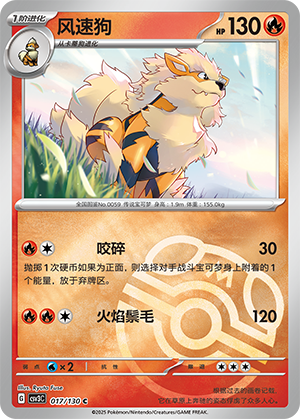 1阶进化
风速狗
HP 130
从卡蒂狗进化
全国图鉴No.0059 传说宝可梦 身高：1.9m 体重：155.0kg
咬碎 30
抛掷1次硬币如果为正面，则选择对手战斗宝可梦身上附着的1
个能量，放于弃牌区。
火焰鬃毛 120
弱点 ×2 抗性 撤退
Illus. Ryuta Fuse
G CSV3C 017/130 C
©2025 Pokémon/Nintendo/Creatures/GAME FREAK.